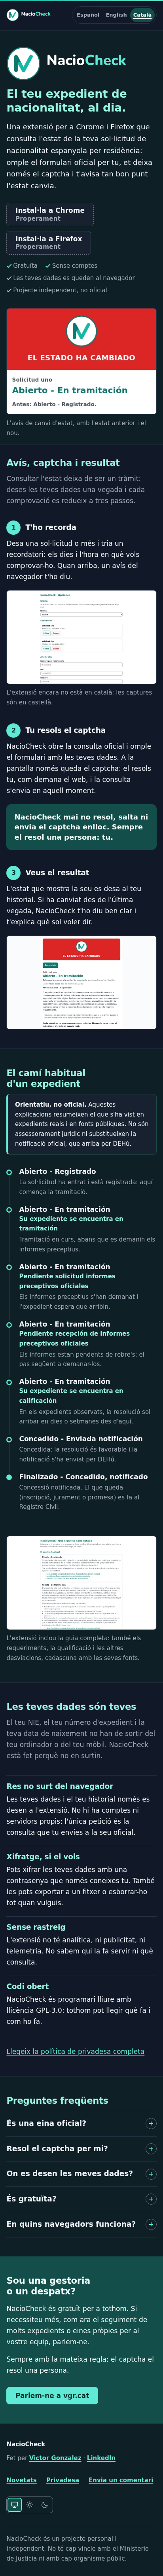 NacioCheck
Español English Català
NacioCheck
El teu expedient de
nacionalitat, al dia.
Una extensió per a Chrome i Firefox que
consulta l'estat de la teva sol·licitud de
nacionalitat espanyola per residència:
omple el formulari oficial per tu, et deixa
només el captcha i t'avisa tan bon punt
l'estat canvia.
Instal·la a Chrome
Properament
Instal·la a Firefox
Properament
Gratuïta
Sense comptes
Les teves dades es queden al navegador
Projecte independent, no oficial
EL ESTADO HA CAMBIADO
Solicitud uno
Abierto - En tramitación
Antes: Abierto - Registrado.
L'avís de canvi d'estat, amb l'estat anterior i el
nou.
Avís, captcha i resultat
Consultar l'estat deixa de ser un tràmit:
deses les teves dades una vegada i cada
comprovació es redueix a tres passos.
1 T'ho recorda
Desa una sol·licitud o més i tria un
recordatori: els dies i l'hora en què vols
comprovar-ho. Quan arriba, un avís del
navegador t'ho diu.
L'extensió encara no està en català: les captures
són en castellà.
2 Tu resols el captcha
NacioCheck obre la consulta oficial i omple
el formulari amb les teves dades. A la
pantalla només queda el captcha: el resols
tu, com demana el web, i la consulta
s'envia en aquell moment.
NacioCheck mai no resol, salta ni
envia el captcha enlloc. Sempre
el resol una persona: tu.
3 Veus el resultat
L'estat que mostra la seu es desa al teu
historial. Si ha canviat des de l'última
vegada, NacioCheck t'ho diu ben clar i
t'explica què sol voler dir.
El camí habitual
d'un expedient
Orientatiu, no oficial. Aquestes
explicacions resumeixen el que s'ha vist en
expedients reals i en fonts públiques. No són
assessorament jurídic ni substitueixen la
notificació oficial, que arriba per DEHú.
Abierto - Registrado
La sol·licitud ha entrat i està registrada: aquí
comença la tramitació.
Abierto - En tramitación
Su expediente se encuentra en
tramitación
Tramitació en curs, abans que es demanin els
informes preceptius.
Abierto - En tramitación
Pendiente solicitud informes
preceptivos oficiales
Els informes preceptius s'han demanat i
l'expedient espera que arribin.
Abierto - En tramitación
Pendiente recepción de informes
preceptivos oficiales
Els informes estan pendents de rebre's: el
pas següent a demanar-los.
Abierto - En tramitación
Su expediente se encuentra en
calificación
En els expedients observats, la resolució sol
arribar en dies o setmanes des d'aquí.
Concedido - Enviada notificación
Concedida: la resolució és favorable i la
notificació s'ha enviat per DEHú.
Finalizado - Concedido, notificado
Concessió notificada. El que queda
(inscripció, jurament o promesa) es fa al
Registre Civil.
L'extensió inclou la guia completa: també els
requeriments, la qualificació i les altres
desviacions, cadascuna amb les seves fonts.
Les teves dades són teves
El teu NIE, el teu número d'expedient i la
teva data de naixement no han de sortir del
teu ordinador o del teu mòbil. NacioCheck
està fet perquè no en surtin.
Res no surt del navegador
Les teves dades i el teu historial només es
desen a l'extensió. No hi ha comptes ni
servidors propis: l'única petició és la
consulta que tu envies a la seu oficial.
Xifratge, si el vols
Pots xifrar les teves dades amb una
contrasenya que només coneixes tu. També
les pots exportar a un fitxer o esborrar-ho
tot quan vulguis.
Sense rastreig
L'extensió no té analítica, ni publicitat, ni
telemetria. No sabem qui la fa servir ni què
consulta.
Codi obert
NacioCheck és programari lliure amb
llicència GPL-3.0: tothom pot llegir què fa i
com ho fa.
Llegeix la política de privadesa completa
Preguntes freqüents
És una eina oficial?
Resol el captcha per mi?
On es desen les meves dades?
És gratuïta?
En quins navegadors funciona?
Sou una gestoria
o un despatx?
NacioCheck és gratuït per a tothom. Si
necessiteu més, com ara el seguiment de
molts expedients o eines pròpies per al
vostre equip, parlem-ne.
Sempre amb la mateixa regla: el captcha el
resol una persona.
Parlem-ne a vgr.cat
NacioCheck
Fet per Victor Gonzalez LinkedIn
Novetats Privadesa Envia un comentari
NacioCheck és un projecte personal i
independent. No té cap vincle amb el Ministerio
de Justicia ni amb cap organisme públic.